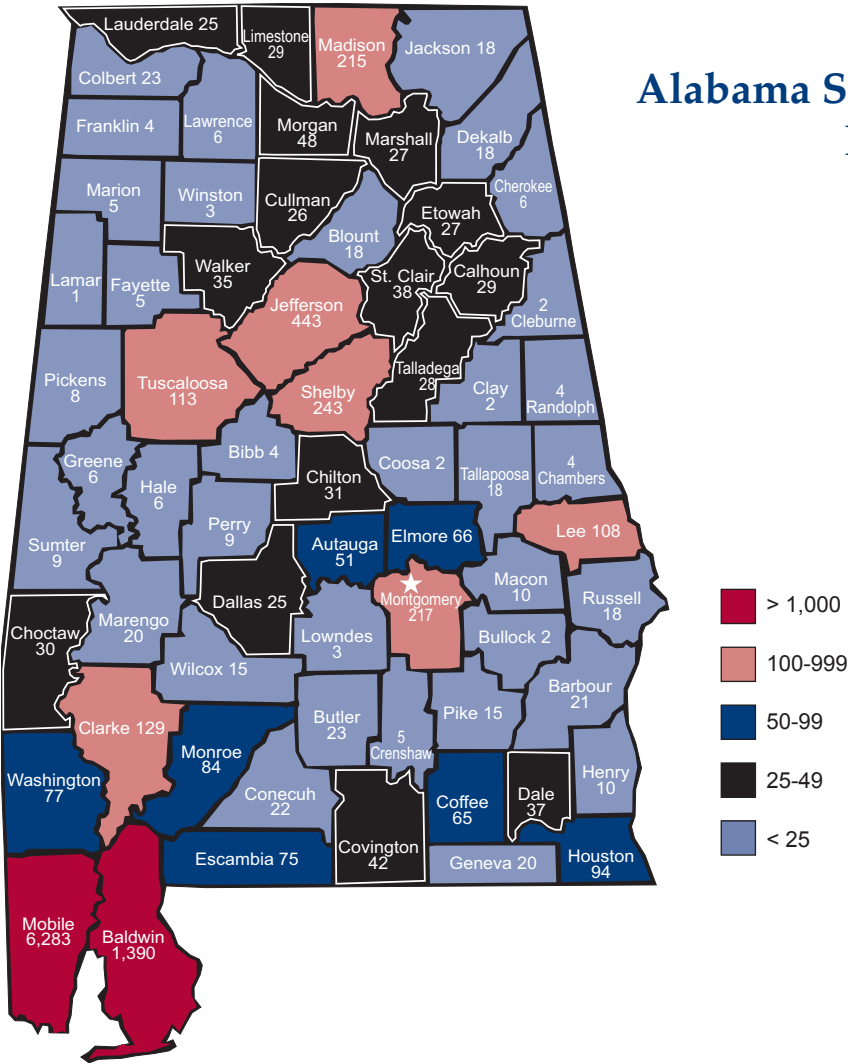 Alabama S
Lauderdale 25
Limestone
29
Madison
215
Jackson 18
Colbert 23
Franklin 4
Lawrence
6
Morgan
48
Marshall
27
Dekalb
18
Marion
5
Winston
3
Cullman
26
Cherokee
6
Etowah
27
Blount
18
Lamar
1
Fayette
5
Walker
35
St. Clair
38
Calhoun
29
2
Cleburne
Jefferson
443
Pickens
8
Tuscaloosa
113
Shelby
243
Talladega
28
Clay
2
4
Randolph
Greene
6
Hale
6
Bibb 4
Chilton
31
Coosa 2
Tallapoosa
18
4
Chambers
Sumter
9
Perry
9
Autauga
51
Elmore 66
Lee 108
Choctaw
30
Marengo
20
Dallas 25
Lowndes
3
Montgomery
217
Macon
10
Russell
18
Bullock 2
Wilcox 15
Clarke 129
Butler
23
5
Crenshaw
Pike 15
Barbour
21
Washington
77
Monroe
84
Conecuh
22
Coffee
65
Dale
37
Henry
10
Escambia 75
Covington
42
Geneva 20
Houston
94
Mobile
6,283
Baldwin
1,390
> 1,000
100-999
50-99
25-49
< 25